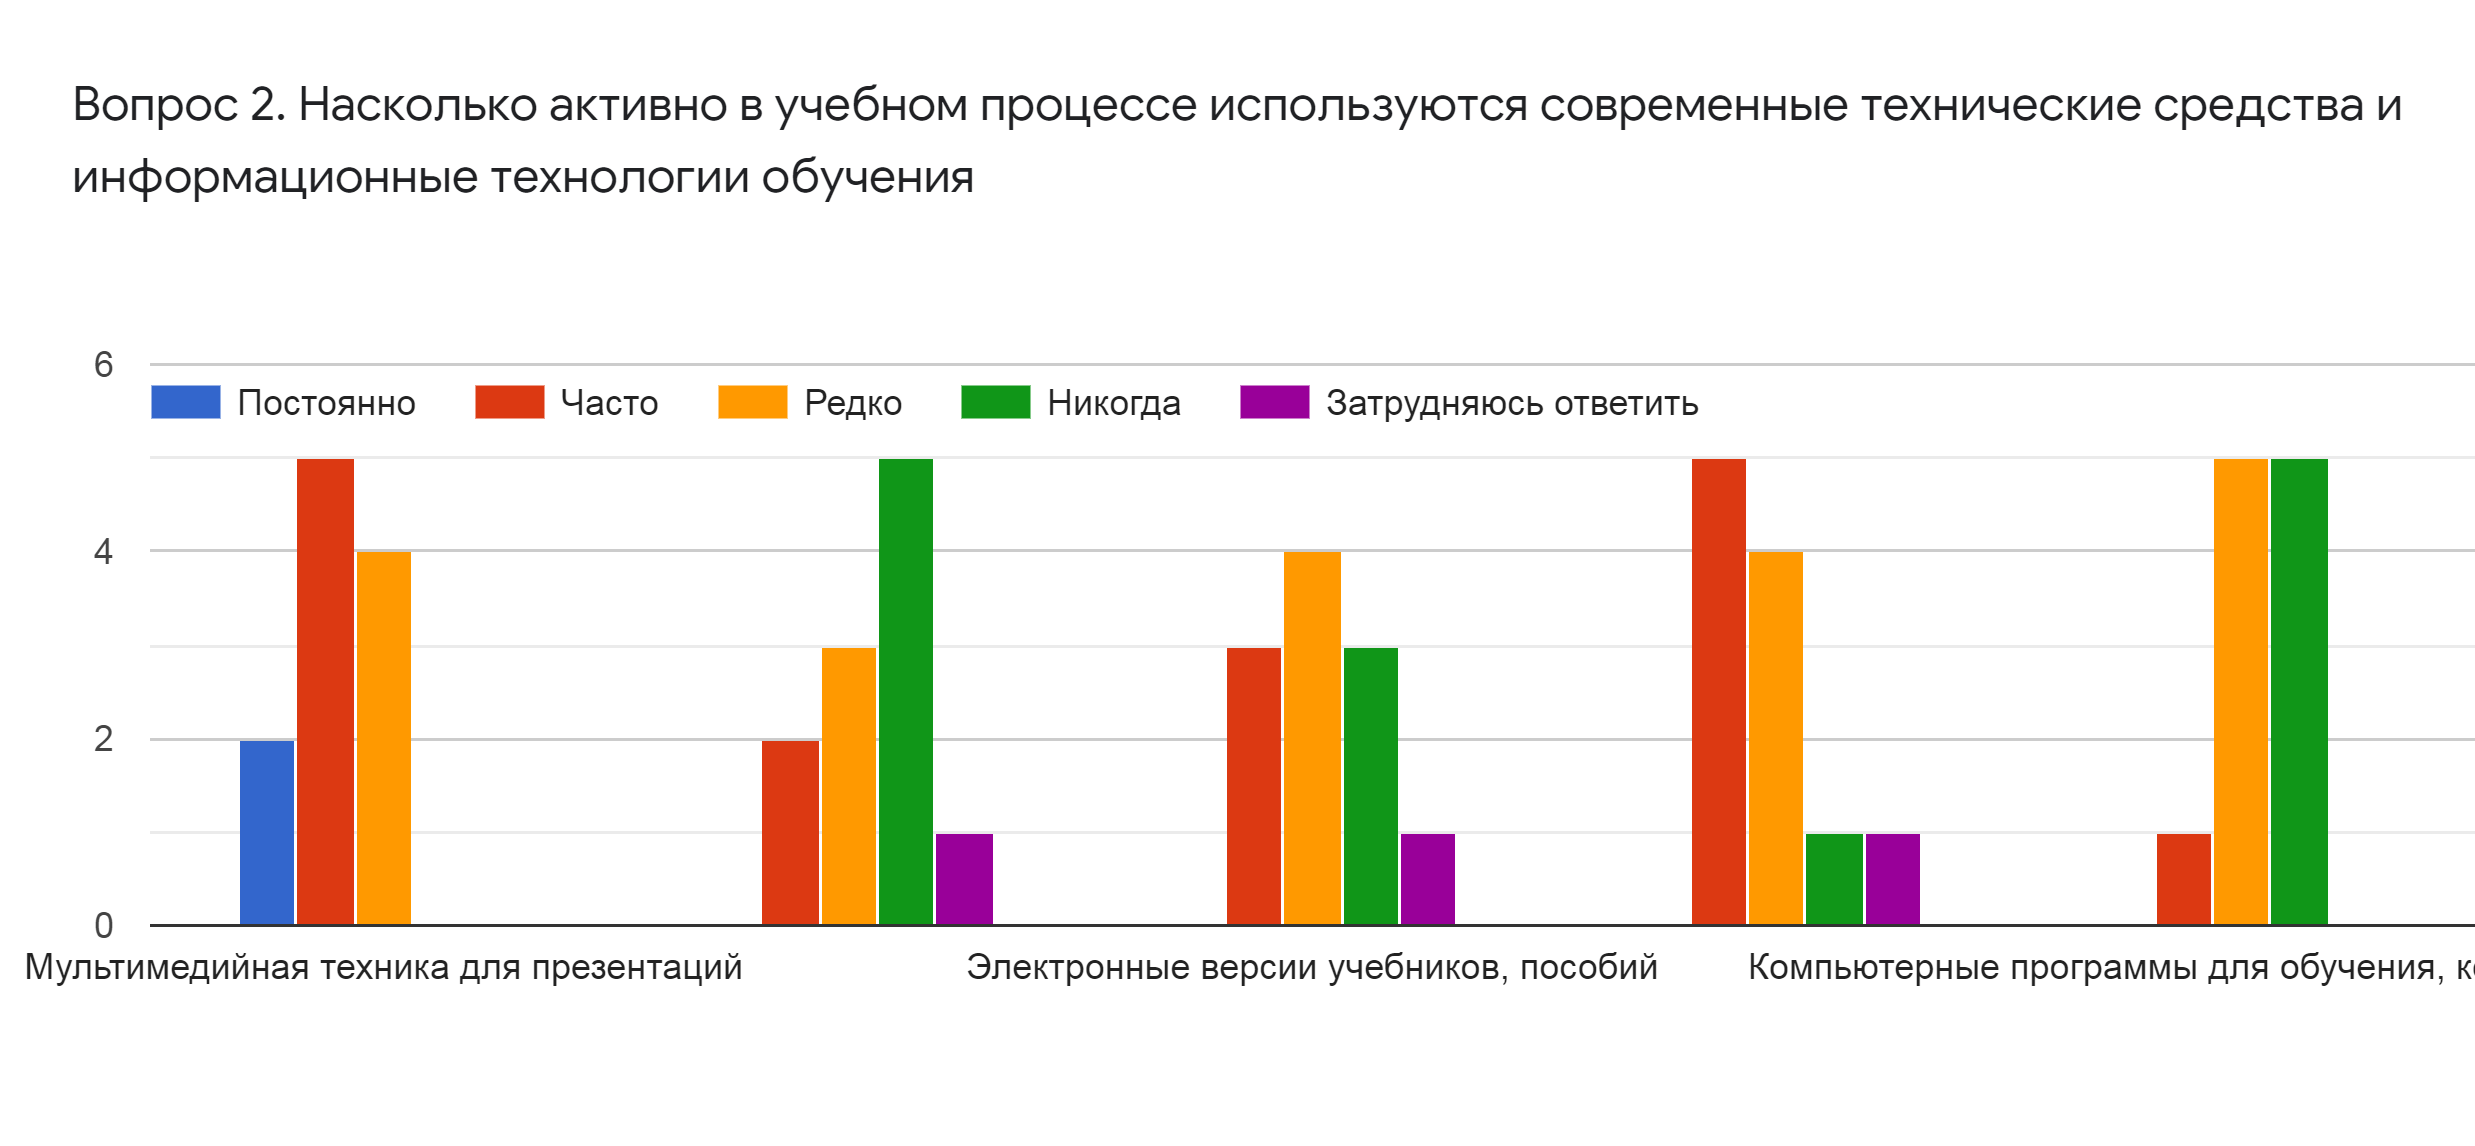 Вопрос 2. Насколько активно в учебном процессе используются современные технические средства и
информационные технологии обучения
6
Постоянно Часто Редко Никогда Затрудняюсь ответить
4
2
0
Мультимедийная техника для презентаций Электронные версии учебников, пособий Компьютерные программы для обучения,